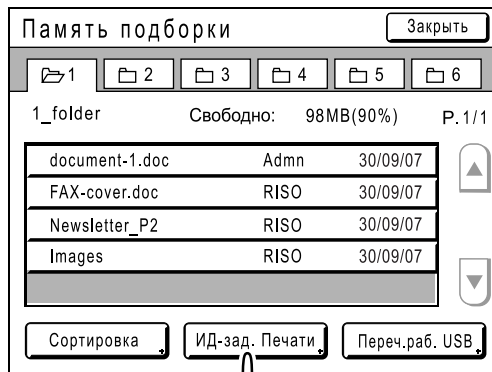 Память подборки Закрыть
1 2 3 4 5 6
1_folder Свободно: 98MB(90%) P.1/1
document-1.doc Admn 30/09/07
FAX-cover.doc RISO 30/09/07
Newsletter_P2 RISO 30/09/07
Images RISO 30/09/07
Сортировка ИД-зад. Печати Переч.раб. USB